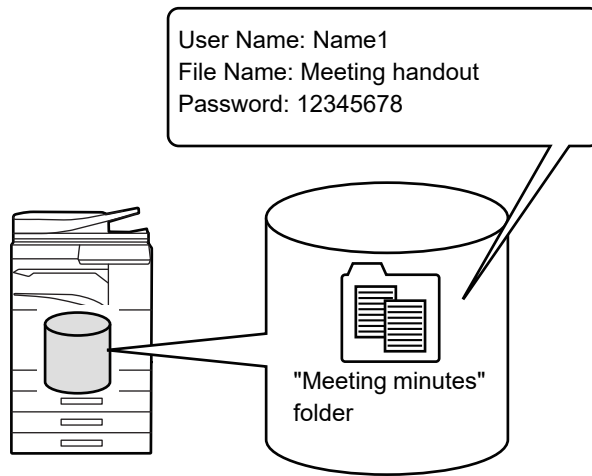 User Name: Name1
File Name: Meeting handout
Password: 12345678
"Meeting minutes"
folder